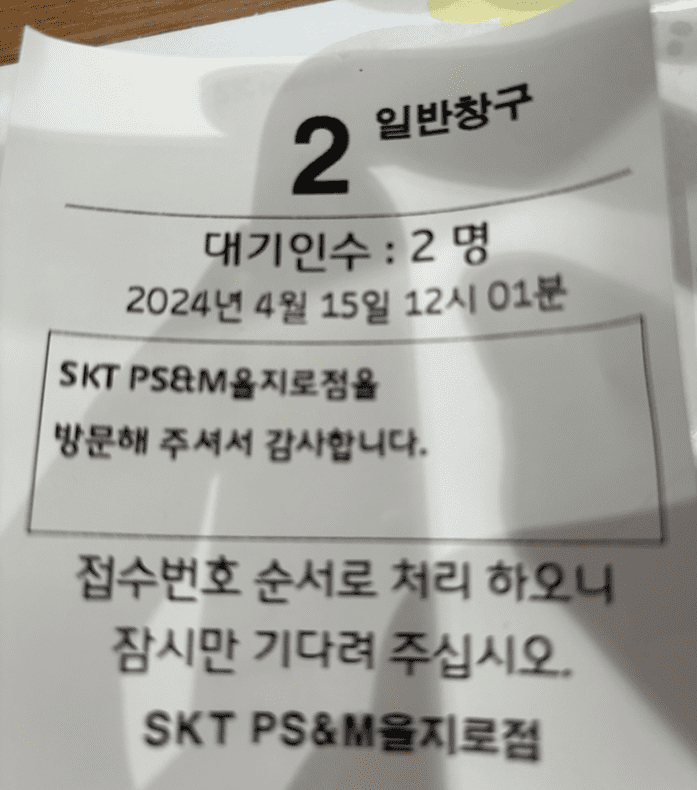 2 일반창구
대기인수 : 2 명
2024년 4월 15일 12시 01분
SKT PS&M을지로점을
방문해 주셔서 감사합니다.
접수번호 순서로 처리 하오니
잠시만 기다려 주십시오.
SKT PS&M을지로점